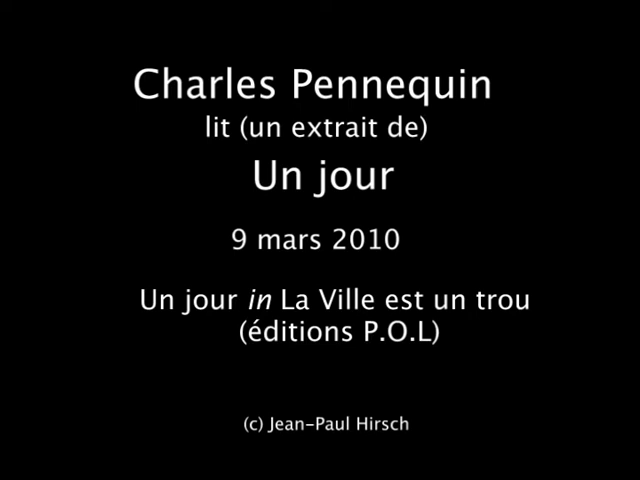 Charles Pennequin
lit (un extrait de)
Un jour
9 mars 2010
Un jour in La Ville est un trou
(éditions P.O.L)
(c) Jean-Paul Hirsch